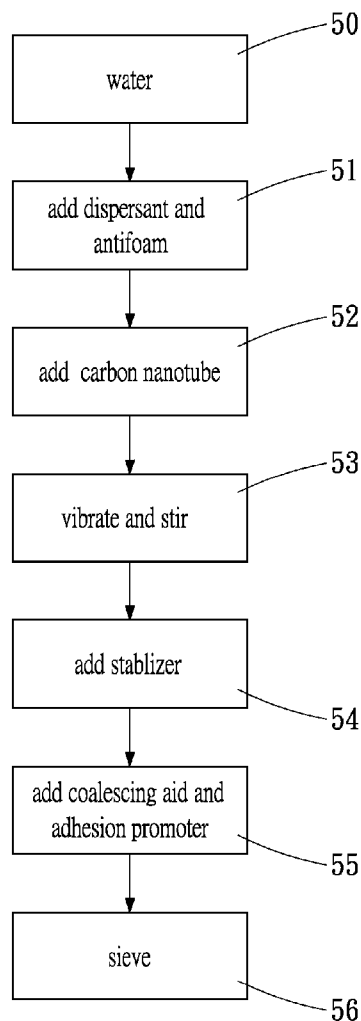 50
water
51
add dispersant and
antifoam
52
add carbon nanotube
53
vibrate and stir
add stablizer
54
add coalescing aid and
adhesion promoter
55
sieve
56